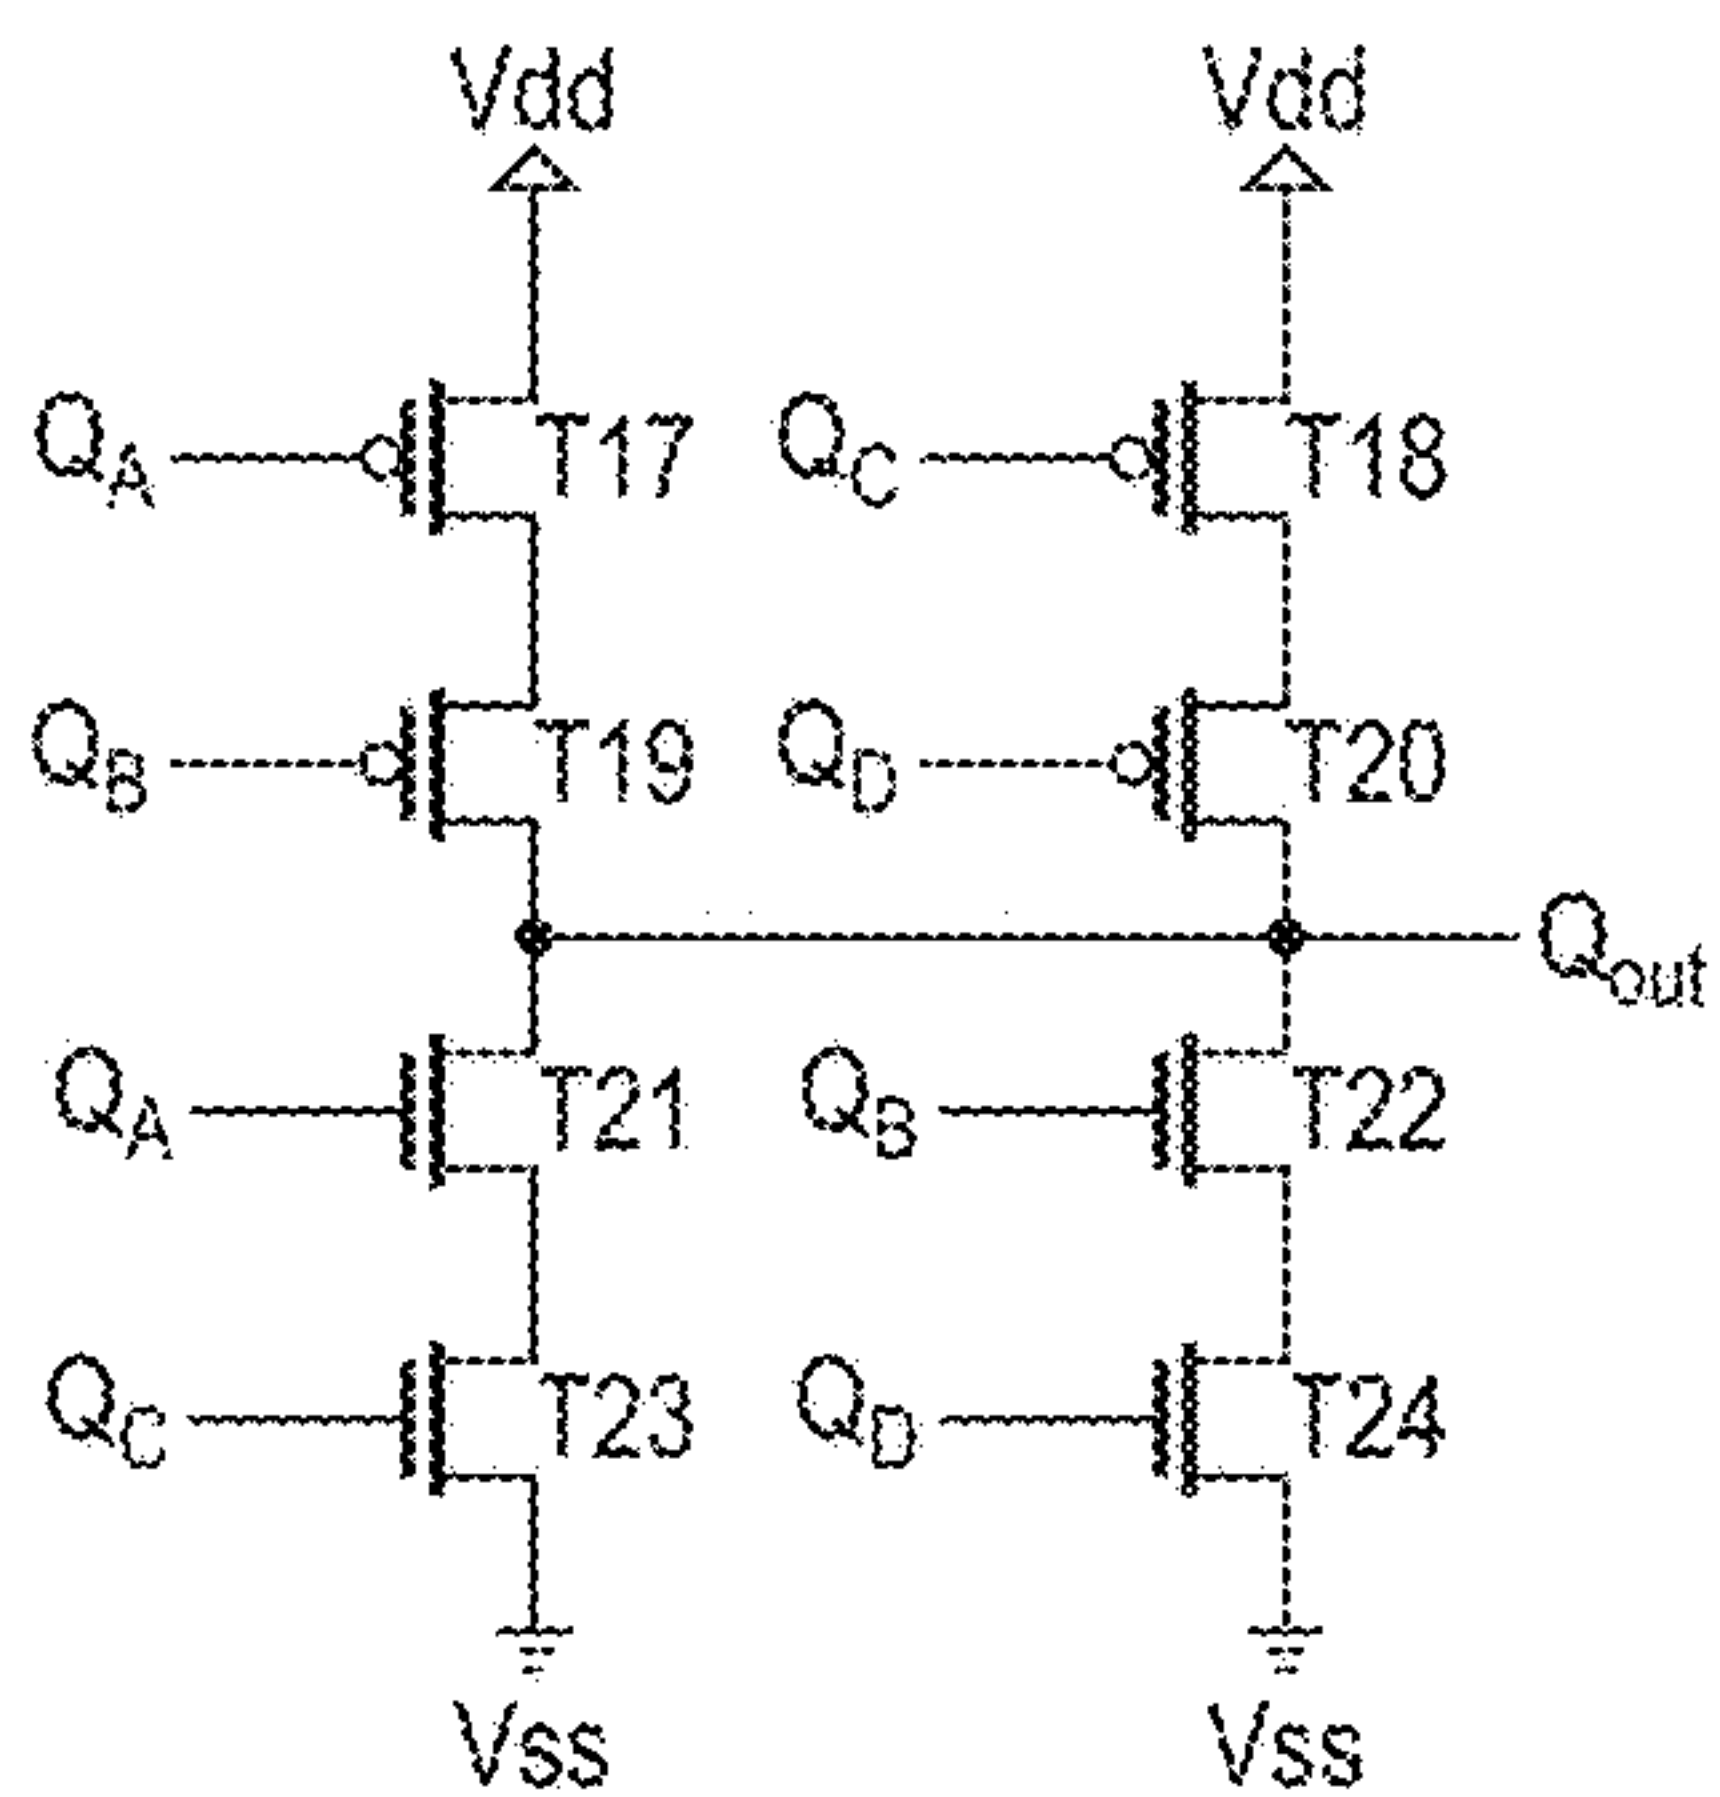 Vdd Vdd
QA T17 QC T18
QB T19 QD T20
Qout
QA T21 QB T22
QC T23 QD T24
Vss Vss